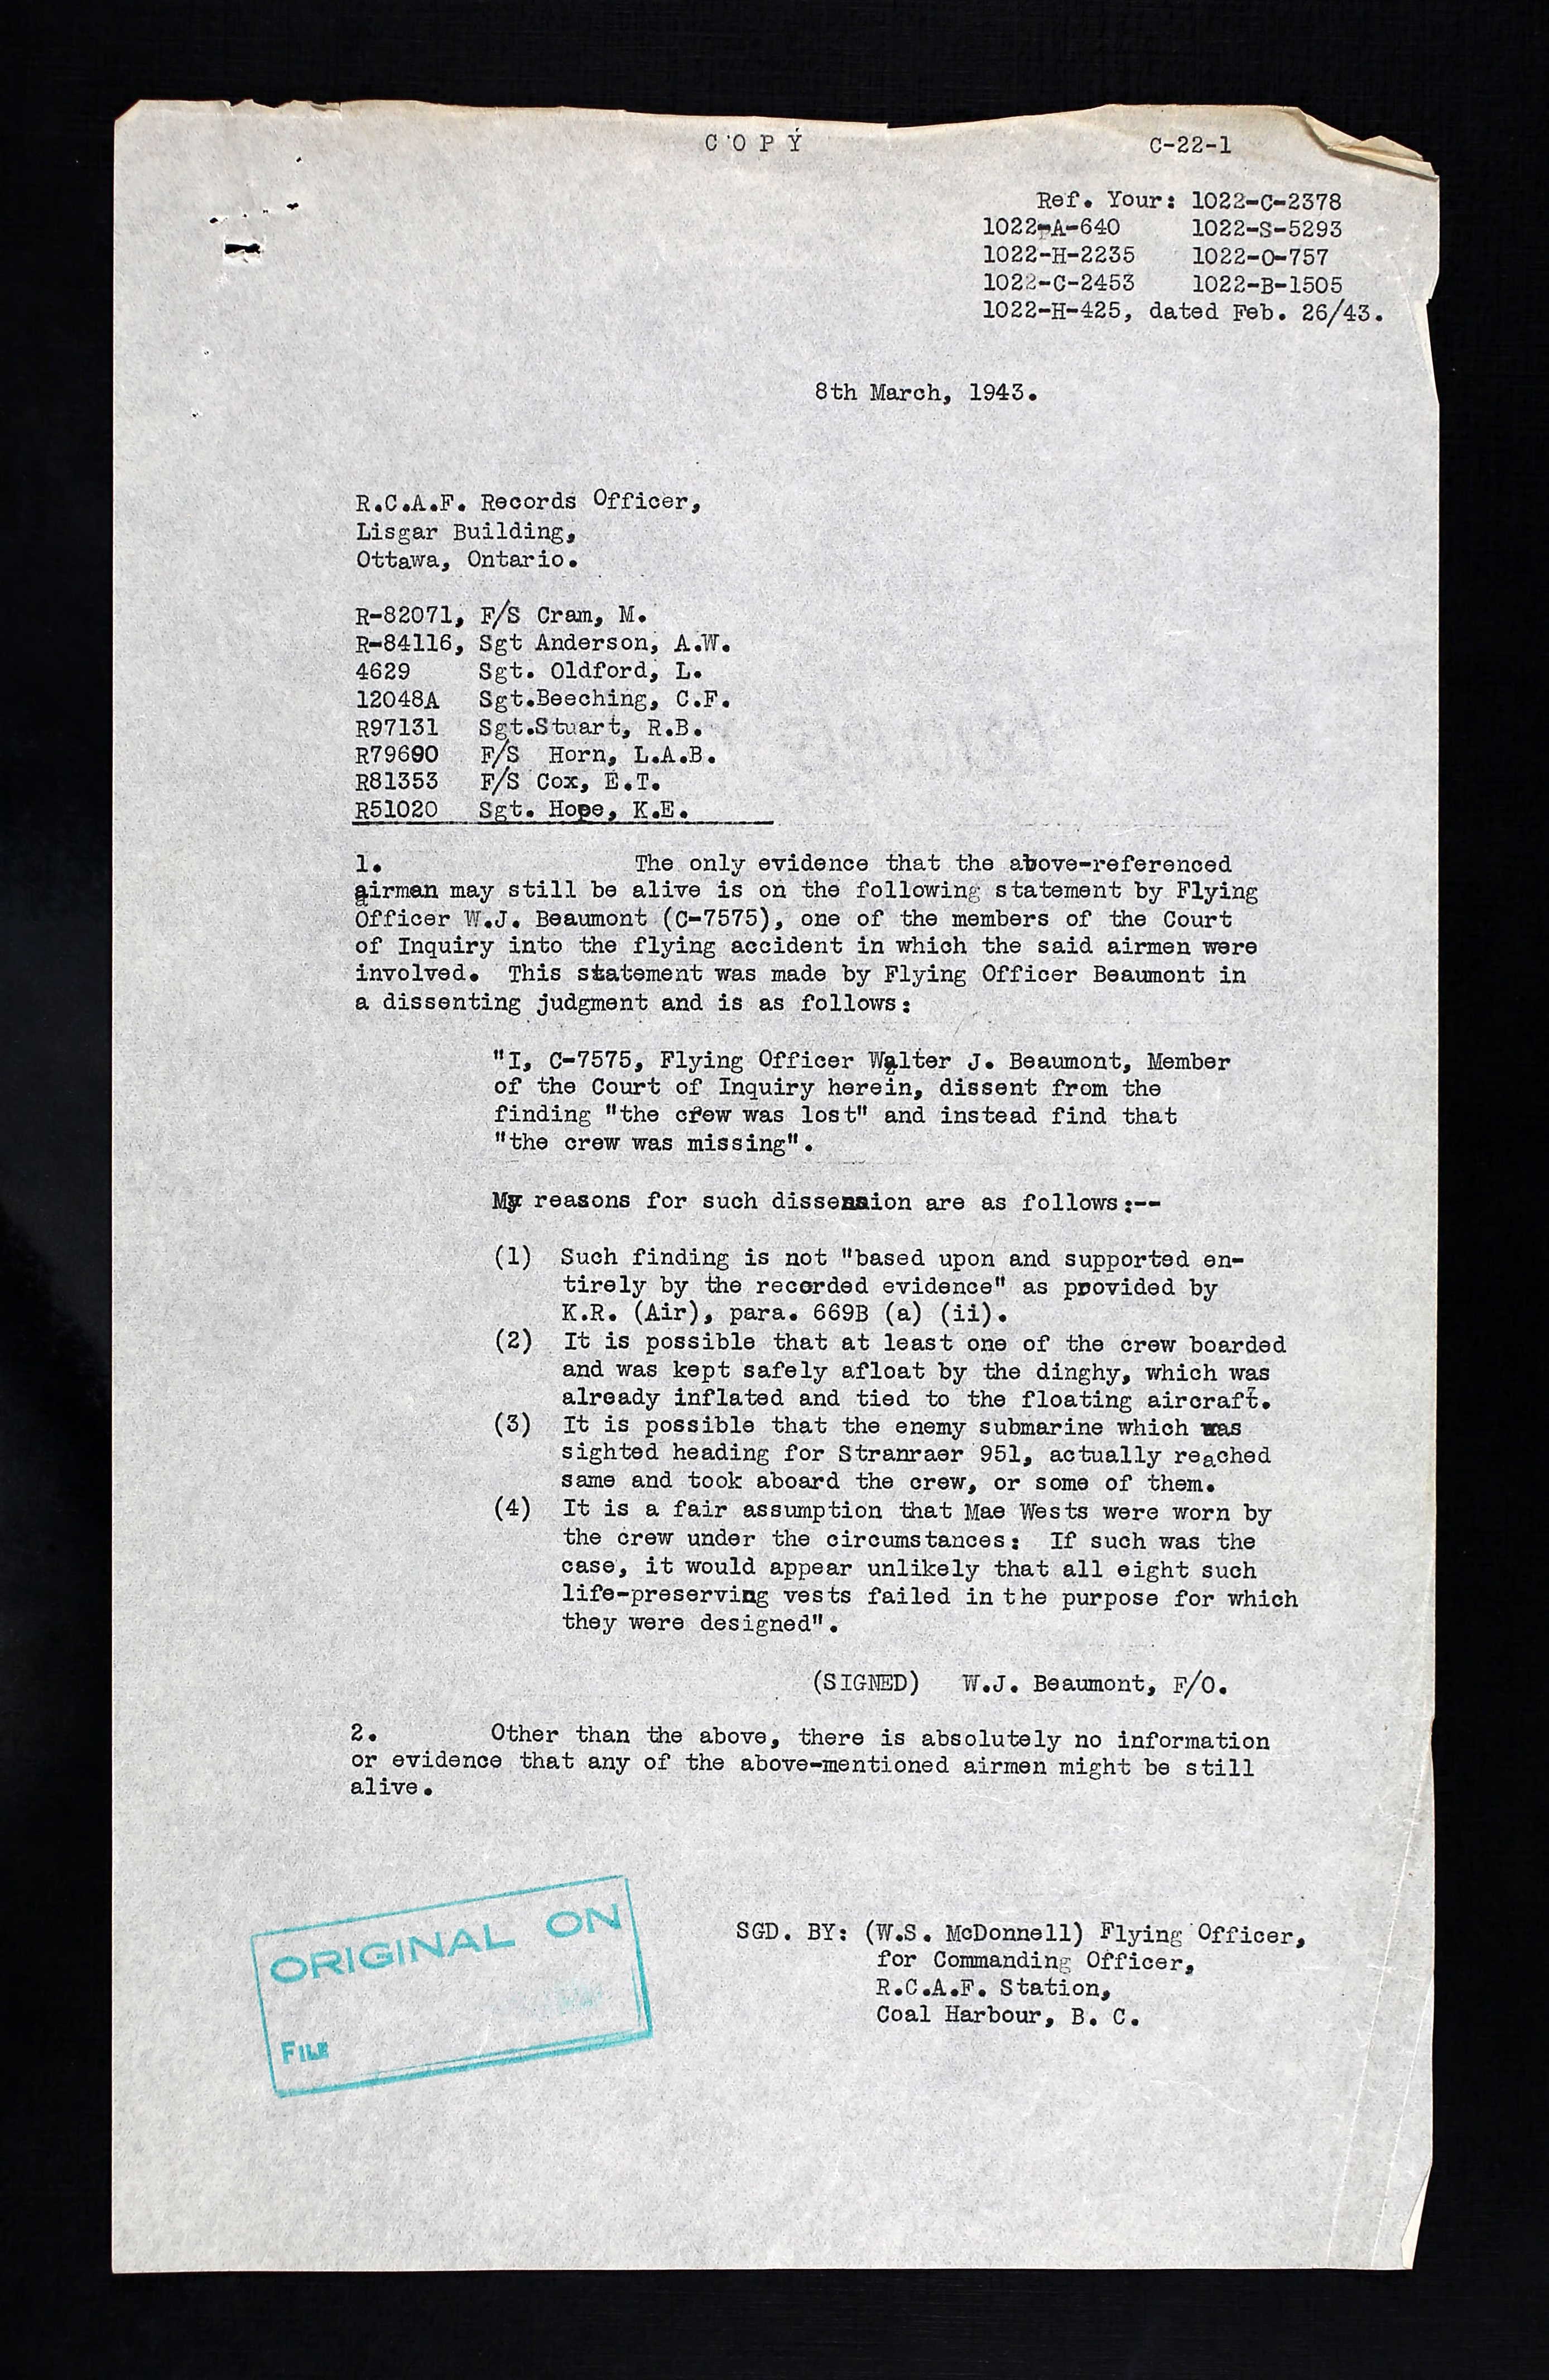 COPY C-22-1
Ref. Your: 1022-C-2378
1022-A-640 1022-S-5293
1022-H-2235 1022-O-757
1022-C-2453 1022-B-1505
1022-H-425, dated Feb. 26/43.
8th March, 1943.
R.C.A.F. Records Officer,
Lisgar Building,
Ottawa, Ontario.
R-82071, F/S Cram, M.
R-84116, Sgt Anderson, A.W.
4629 Sgt. Oldford, L.
12048A Sgt.Beeching, C.F.
R97131 Sgt.Stuart, R.B.
R79690 F/S Horn, L.A.B.
R81353 F/S Cox, E.T.
R51020 Sgt. Hope, K.E.
1. The only evidence that the above-referenced
airmen may still be alive is on the following statement by Flying
Officer W.J. Beaumont (C-7575), one of the members of the Court
of Inquiry into the flying accident in which the said airmen were
involved. This statement was made by Flying Officer Beaumont in
a dissenting judgment and is as follows:
"I, C-7575, Flying Officer Walter J. Beaumont, Member
of the Court of Inquiry herein, dissent from the
finding "the crew was lost" and instead find that
"the crew was missing".
My reasons for such dissension are as follows:--
(1) Such finding is not "based upon and supported en-
tirely by the recorded evidence" as provided by
K.R. (Air), para. 669B (a) (ii).
(2) It is possible that at least one of the crew boarded
and was kept safely afloat by the dinghy, which was
already inflated and tied to the floating aircraft.
(3) It is possible that the enemy submarine which was
sighted heading for Stranraer 951, actually reached
same and took aboard the crew, or some of them.
(4) It is a fair assumption that Mae Wests were worn by
the crew under the circumstances: If such was the
case, it would appear unlikely that all eight such
life-preserving vests failed in the purpose for which
they were designed".
(SIGNED) W.J. Beaumont, F/O.
2. Other than the above, there is absolutely no information
or evidence that any of the above-mentioned airmen might be still
alive.
SGD. BY: (W.S. McDonnell) Flying Officer,
for Commanding Officer,
R.C.A.F. Station,
Coal Harbour, B. C.
ORIGINAL ON
FILE